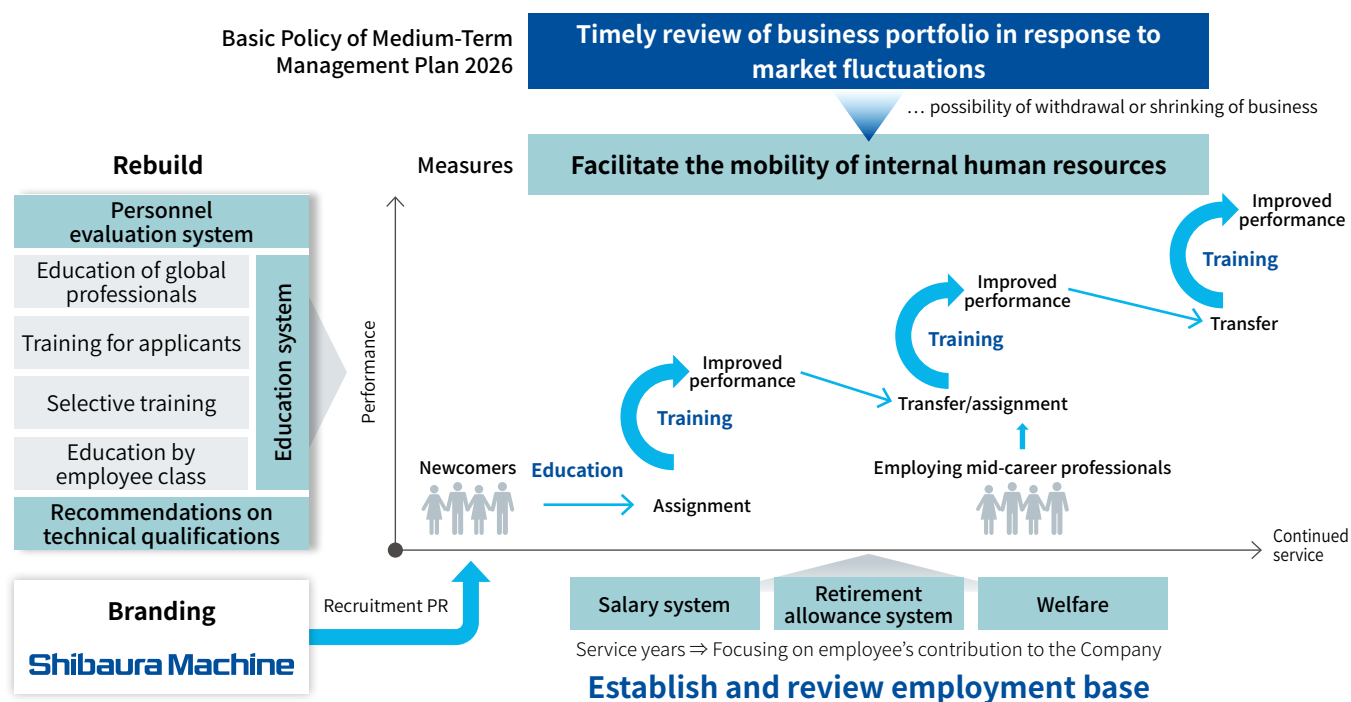 Basic Policy of Medium-Term
Management Plan 2026
Timely review of business portfolio in response to
market fluctuations
… possibility of withdrawal or shrinking of business
Measures
Facilitate the mobility of internal human resources
Rebuild
Personnel
evaluation system
Education of global
professionals
Training for applicants
Selective training
Education by
employee class
Education system
Recommendations on
technical qualifications
Branding
Shibaura Machine
Recruitment PR
Performance
Newcomers
Education
Assignment
Training
Improved
performance
Transfer/assignment
Employing mid-career professionals
Training
Improved
performance
Transfer
Training
Improved
performance
Continued
service
Salary system
Retirement
allowance system
Welfare
Service years ⇒ Focusing on employee’s contribution to the Company
Establish and review employment base